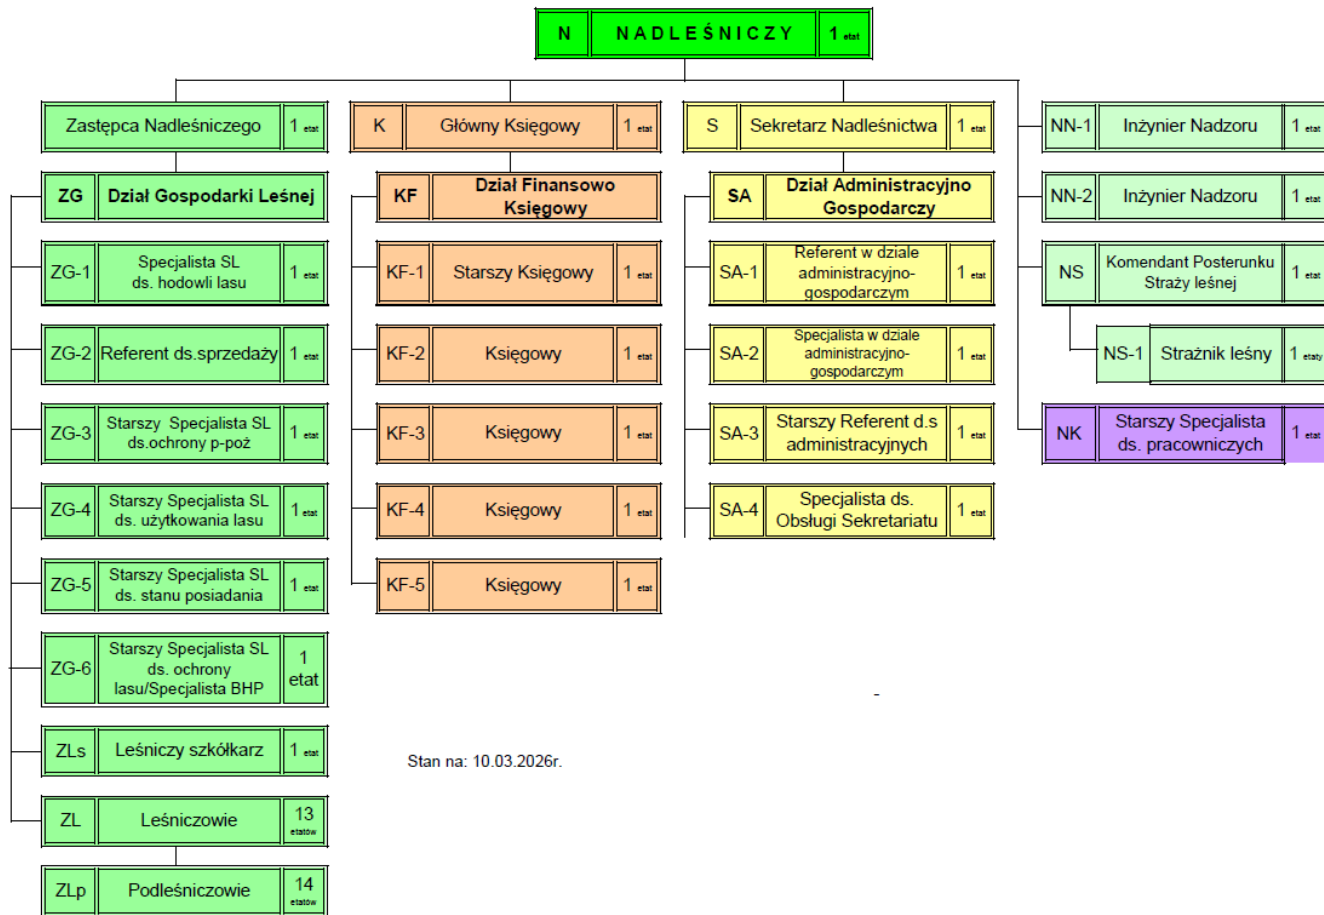 N NADLEŚNICZY 1 etat
Zastępca Nadleśniczego 1 etat
ZG Dział Gospodarki Leśnej
ZG-1 Specjalista SL
ds. hodowli lasu 1 etat
ZG-2 Referent ds.sprzedaży 1 etat
ZG-3 Starszy Specjalista SL
ds.ochrony p-poż 1 etat
ZG-4 Starszy Specjalista SL
ds. użytkowania lasu 1 etat
ZG-5 Starszy Specjalista SL
ds. stanu posiadania 1 etat
ZG-6 Starszy Specjalista SL
ds. ochrony
lasu/Specjalista BHP 1
etat
ZLs Leśniczy szkółkarz 1 etat
ZL Leśniczowie 13
etatów
ZLp Podleśniczowie 14
etatów
K Główny Księgowy 1 etat
KF Dział Finansowo
Księgowy
KF-1 Starszy Księgowy 1 etat
KF-2 Księgowy 1 etat
KF-3 Księgowy 1 etat
KF-4 Księgowy 1 etat
KF-5 Księgowy 1 etat
S Sekretarz Nadleśnictwa 1 etat
SA Dział Administracyjno
Gospodarczy
SA-1 Referent w dziale
administracyjno-
gospodarczym 1 etat
SA-2 Specjalista w dziale
administracyjno-
gospodarczym 1 etat
SA-3 Starszy Referent d.s
administracyjnych 1 etat
SA-4 Specjalista ds.
Obsługi Sekretariatu 1 etat
NN-1 Inżynier Nadzoru 1 etat
NN-2 Inżynier Nadzoru 1 etat
NS Komendant Posterunku
Straży leśnej 1 etat
NS-1 Strażnik leśny 1 etaty
NK Starszy Specjalista
ds. pracowniczych 1 etat
-
Stan na: 10.03.2026r.